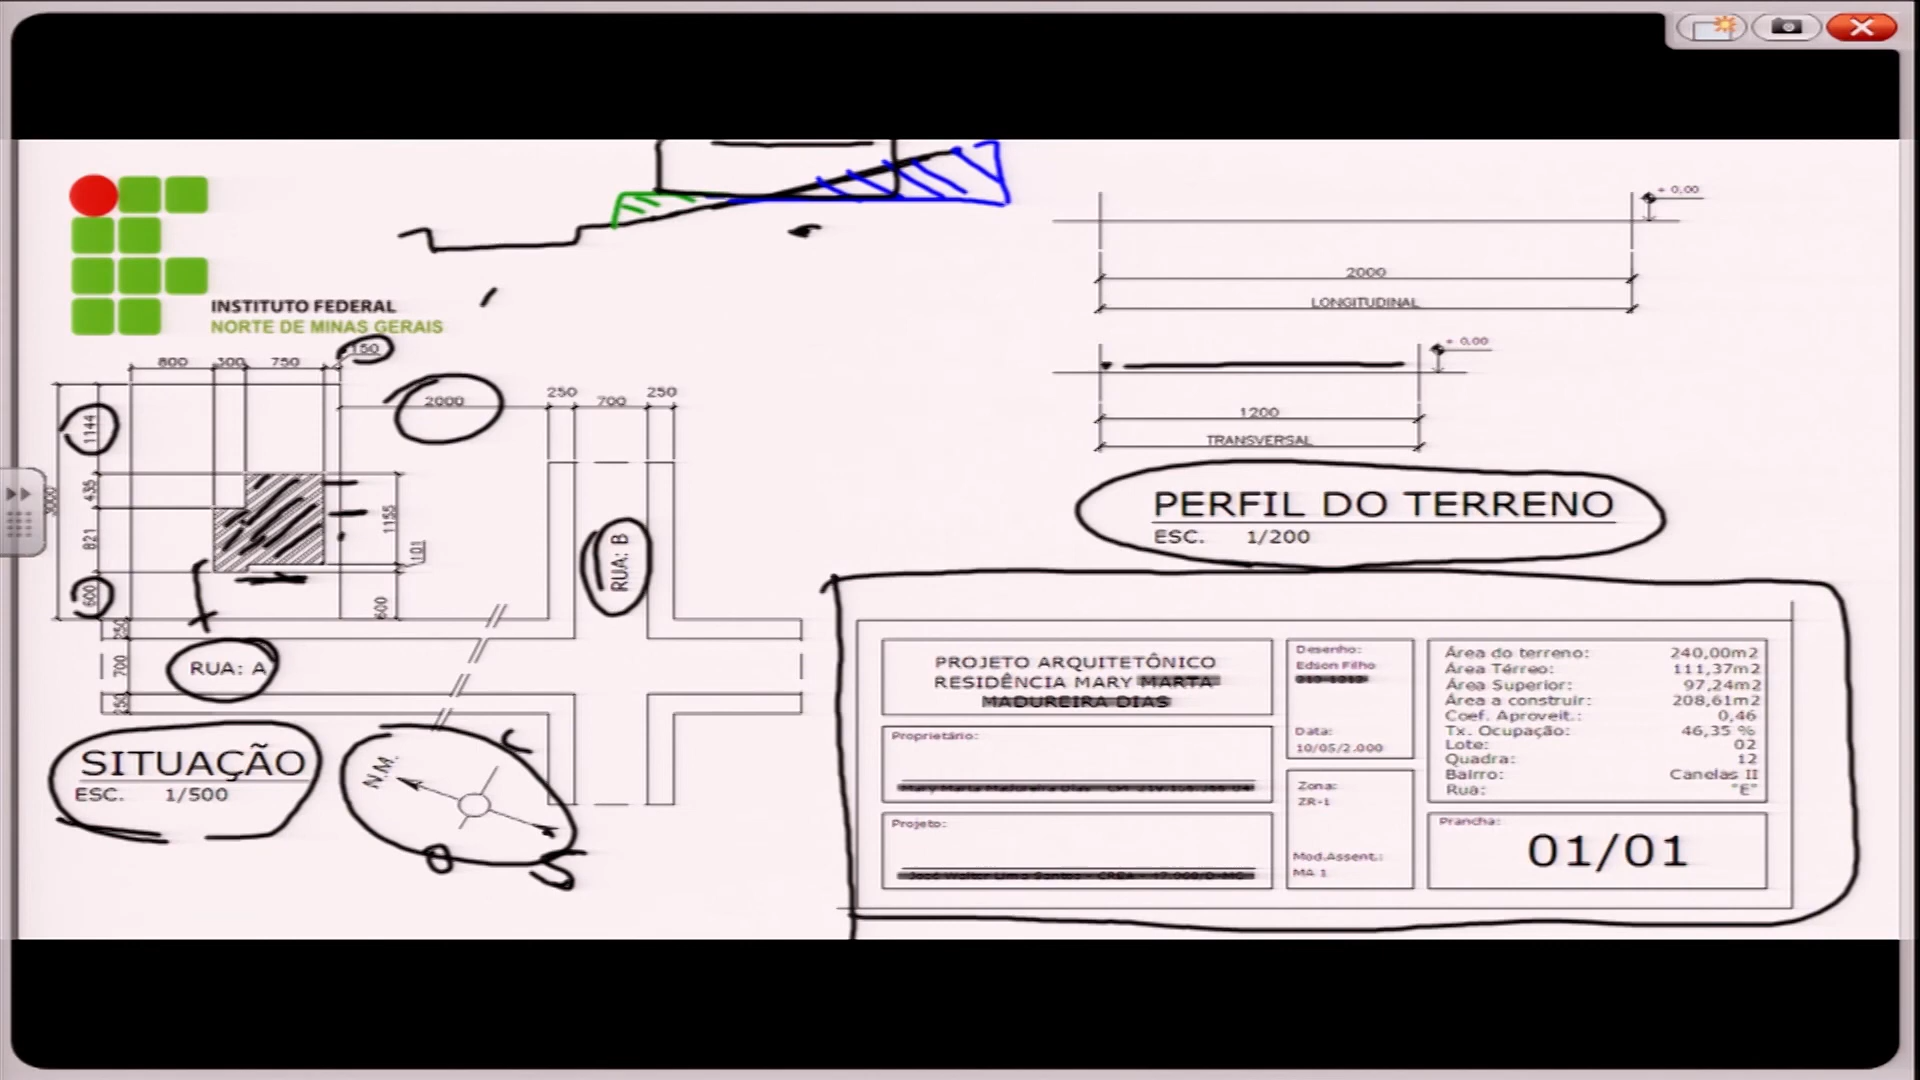 INSTITUTO FEDERAL
NORTE DE MINAS GERAIS
800 300 750 150
2000
250 700 250
1144
435
821
600
3000
1155
101
600
250
700
250
RUA: B
RUA: A
SITUAÇÃO
ESC. 1/500
N.M.
+ 0,00
2000
LONGITUDINAL
+ 0,00
1200
TRANSVERSAL
PERFIL DO TERRENO
ESC. 1/200
PROJETO ARQUITETÔNICO
RESIDÊNCIA MARY MARTA
MADUREIRA DIAS
Proprietário:
Projeto:
Desenho:
Edson Filho
Data:
10/05/2.000
Zona:
ZR-1
Mod.Assent.:
MA 1
Área do terreno: 240,00m2
Área Térreo: 111,37m2
Área Superior: 97,24m2
Área a construir: 208,61m2
Coef. Aproveit.: 0,46
Tx. Ocupação: 46,35 %
Lote: 02
Quadra: 12
Bairro: Canelas II
Rua: "E"
Prancha:
01/01